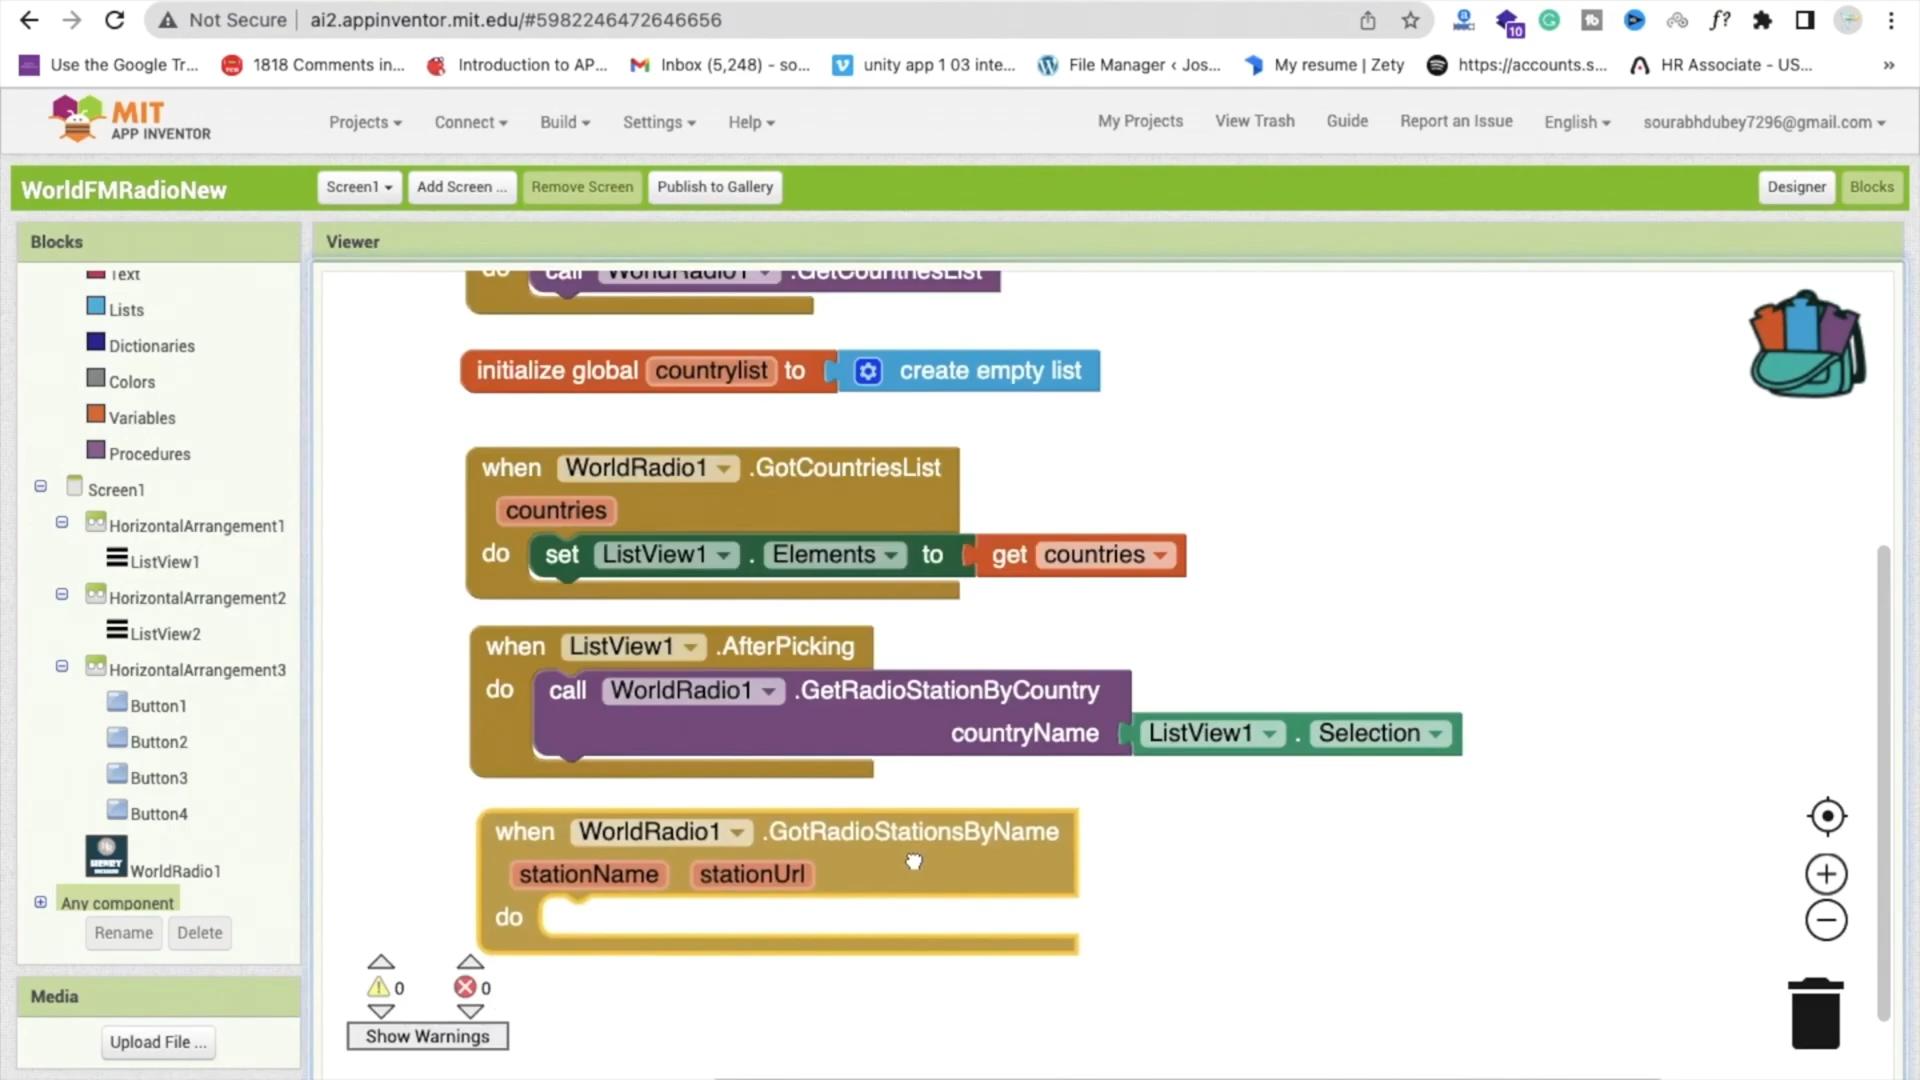 Not Secure
ai2.appinventor.mit.edu/#5982246472646656
10
f?
Use the Google Tr...
1818 Comments in...
Introduction to AP...
Inbox (5,248) - so...
unity app 1 03 inte...
File Manager ‹ Jos...
My resume | Zety
https://accounts.s...
HR Associate - US...
»
MIT
APP INVENTOR
Projects
Connect
Build
Settings
Help
My Projects
View Trash
Guide
Report an Issue
English
sourabhdubey7296@gmail.com
WorldFMRadioNew
Screen1
Add Screen ...
Remove Screen
Publish to Gallery
Designer
Blocks
Blocks
Viewer
Text
Lists
Dictionaries
Colors
Variables
Procedures
Screen1
HorizontalArrangement1
ListView1
HorizontalArrangement2
ListView2
HorizontalArrangement3
Button1
Button2
Button3
Button4
WorldRadio1
Any component
Rename
Delete
Media
Upload File ...
do call WorldRadio1 .GetCountriesList
initialize global countrylist to create empty list
when WorldRadio1 .GotCountriesList
countries
do set ListView1 . Elements to get countries
when ListView1 .AfterPicking
do call WorldRadio1 .GetRadioStationByCountry
countryName ListView1 . Selection
when WorldRadio1 .GotRadioStationsByName
stationName stationUrl
do
0
0
Show Warnings